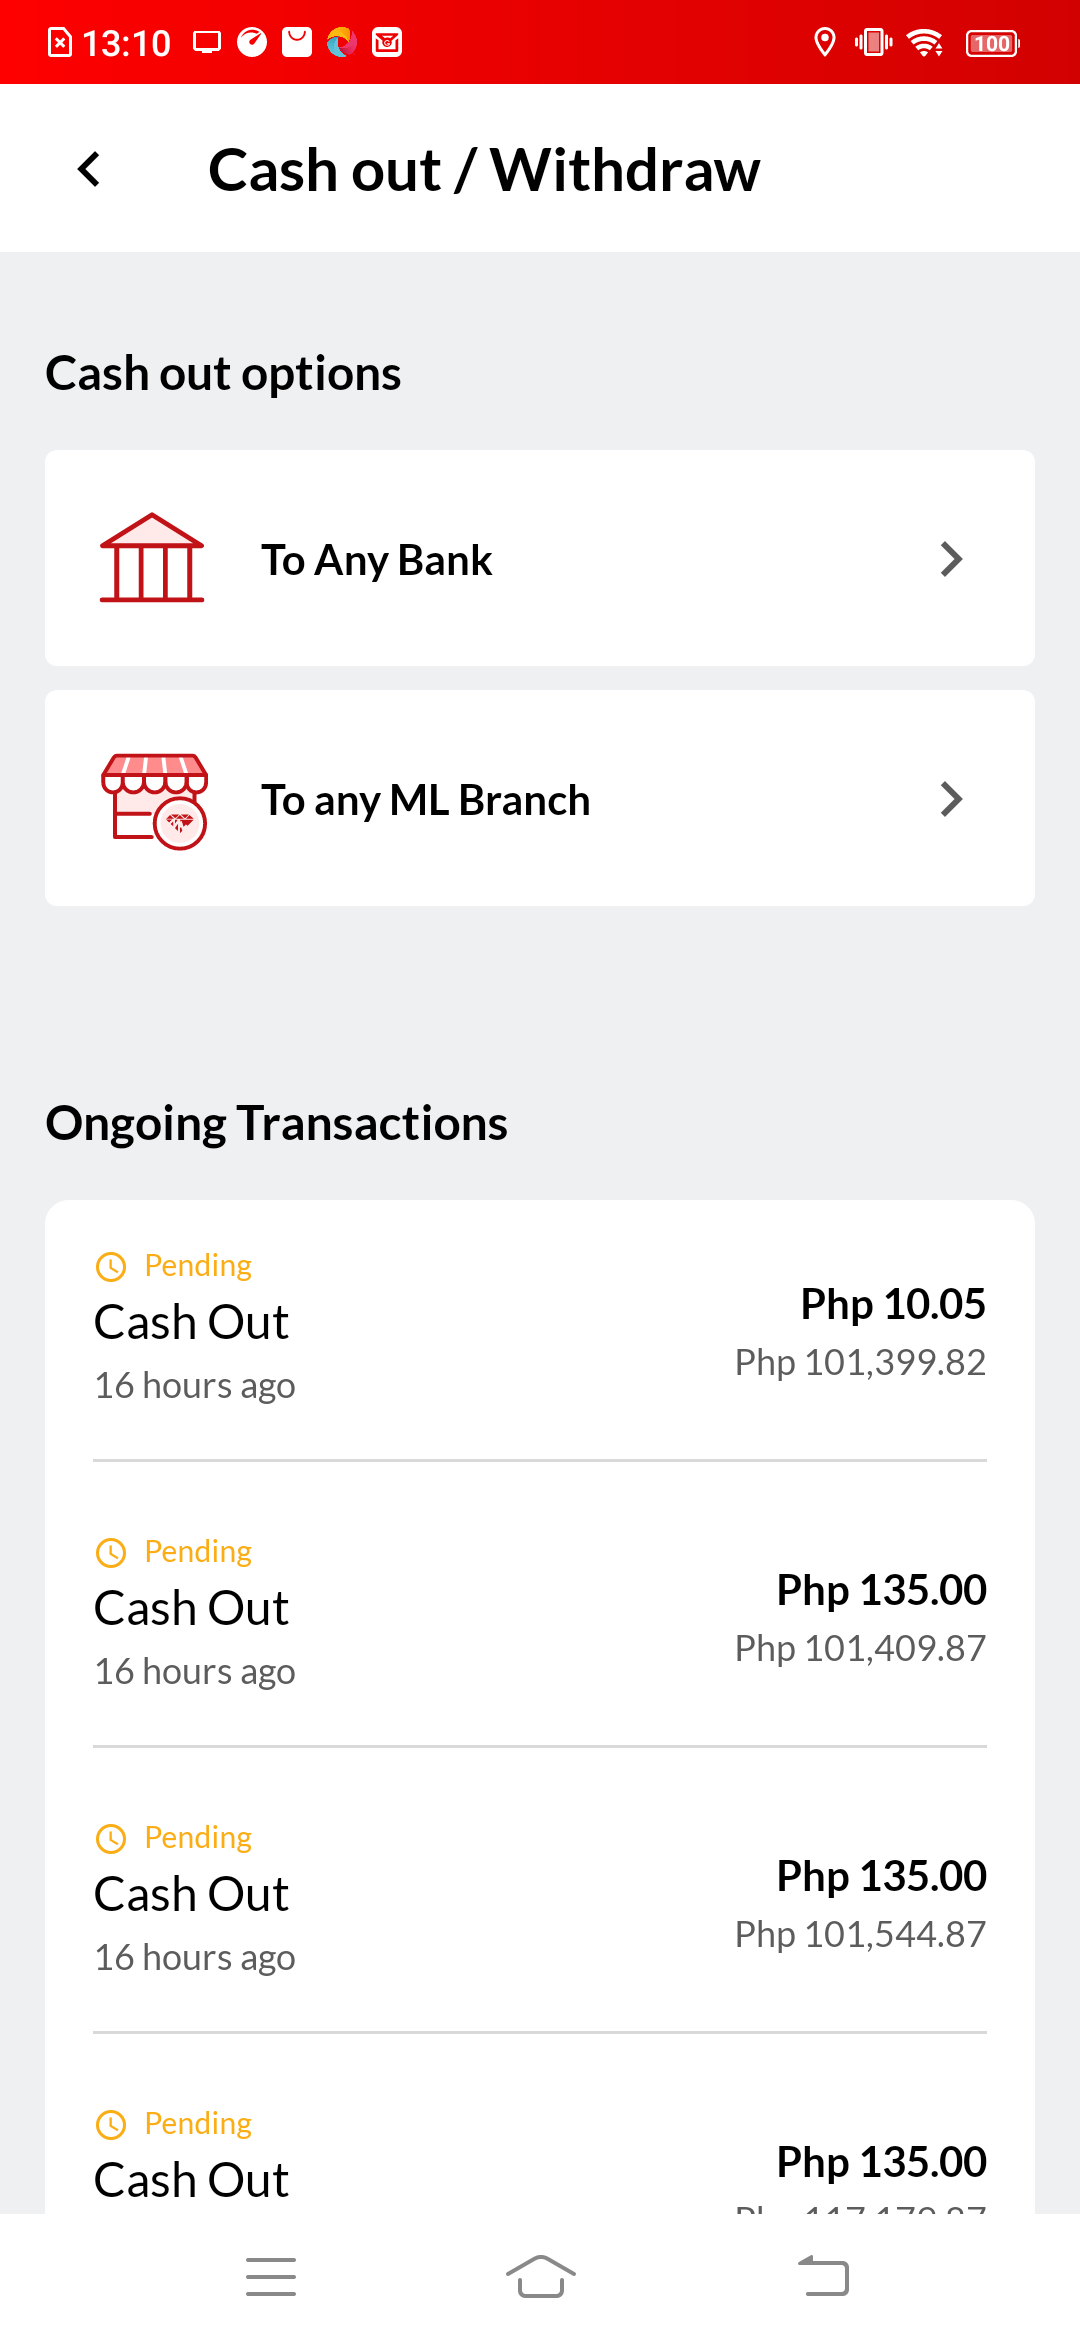 13:10
100
Cash out / Withdraw
Cash out options
To Any Bank
To any ML Branch
Ongoing Transactions
Pending
Cash Out
16 hours ago
Php 10.05
Php 101,399.82
Pending
Cash Out
16 hours ago
Php 135.00
Php 101,409.87
Pending
Cash Out
16 hours ago
Php 135.00
Php 101,544.87
Pending
Cash Out
Php 135.00